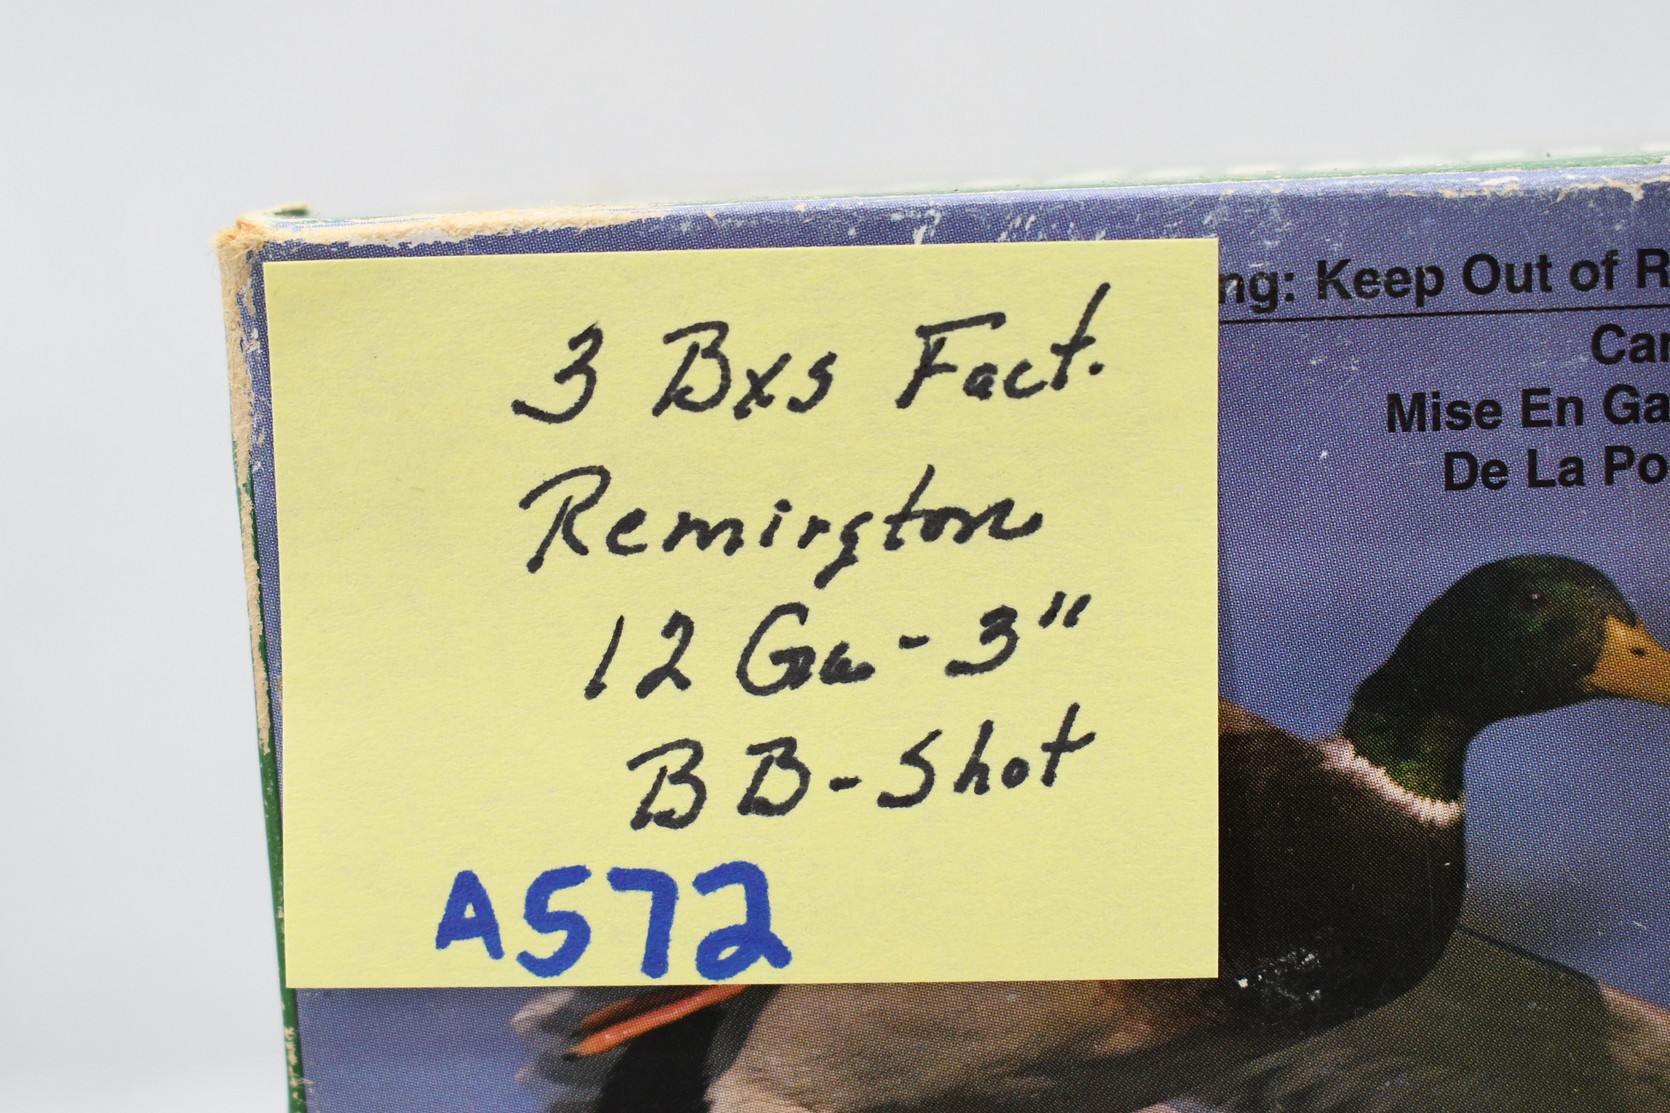 3 Bxs Fact.
Remington
12 Ga - 3"
BB - Shot
A572
ng: Keep Out of R
Car
Mise En Ga
De La Po